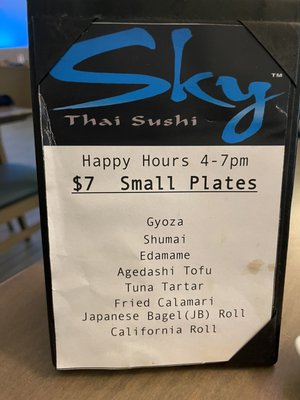 Sky™
Thai Sushi
Happy Hours 4-7pm
$7 Small Plates
Gyoza
Shumai
Edamame
Agedashi Tofu
Tuna Tartar
Fried Calamari
Japanese Bagel(JB) Roll
California Roll